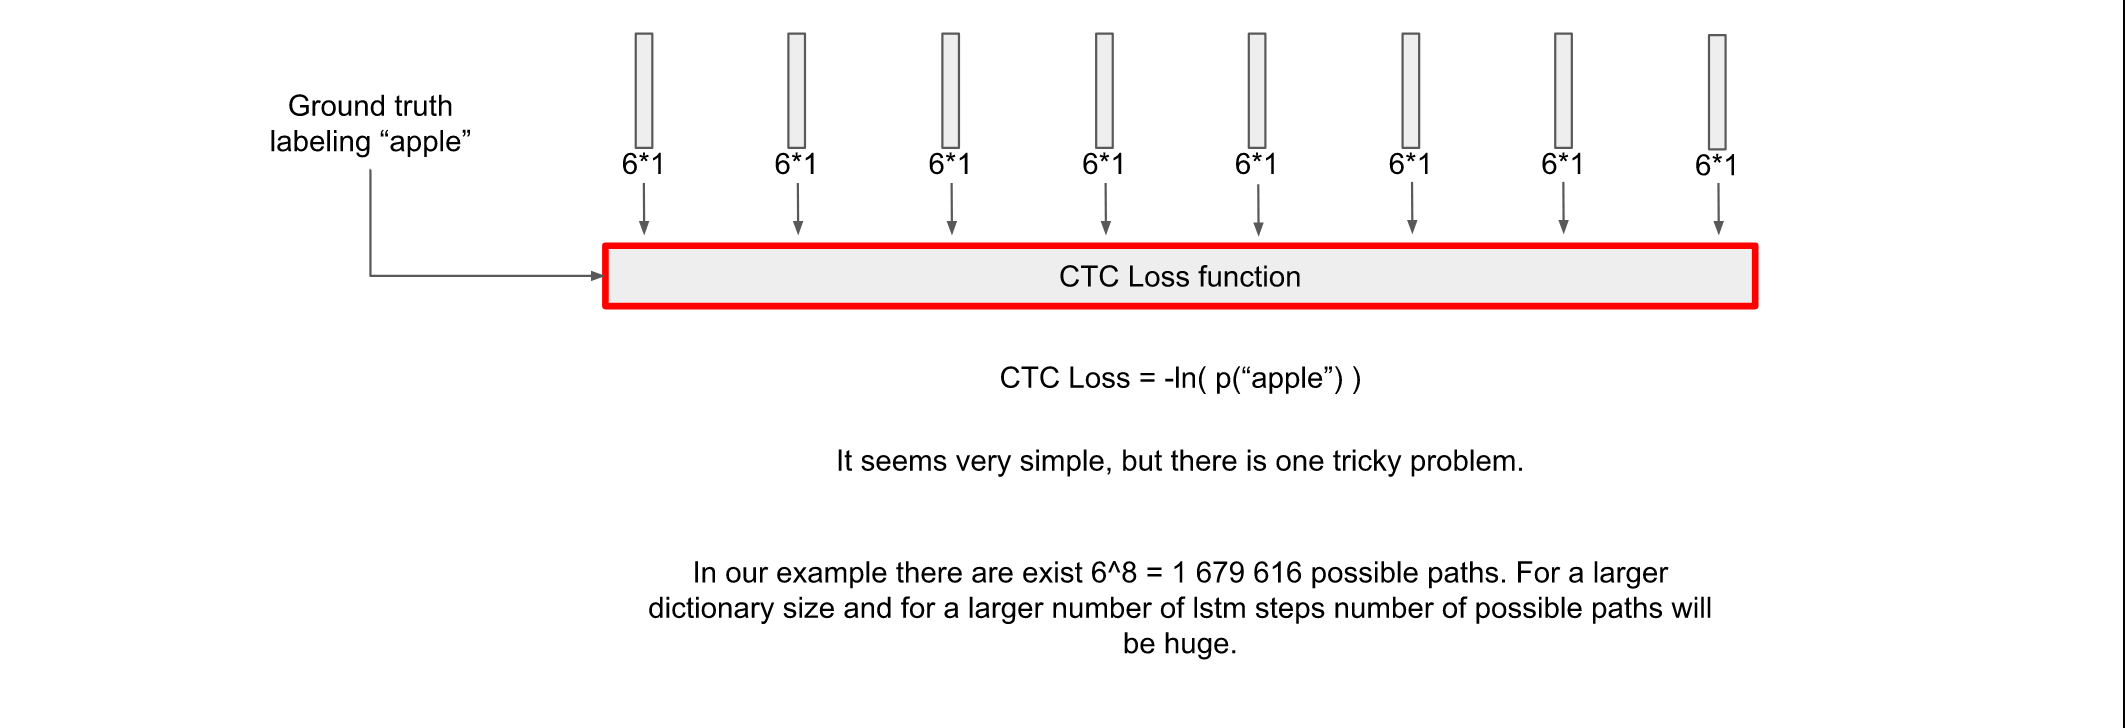 Ground truth
labeling “apple”
6*1 6*1 6*1 6*1 6*1 6*1 6*1 6*1
CTC Loss function
CTC Loss = -ln( p(“apple”) )
It seems very simple, but there is one tricky problem.
In our example there are exist 6^8 = 1 679 616 possible paths. For a larger
dictionary size and for a larger number of lstm steps number of possible paths will
be huge.